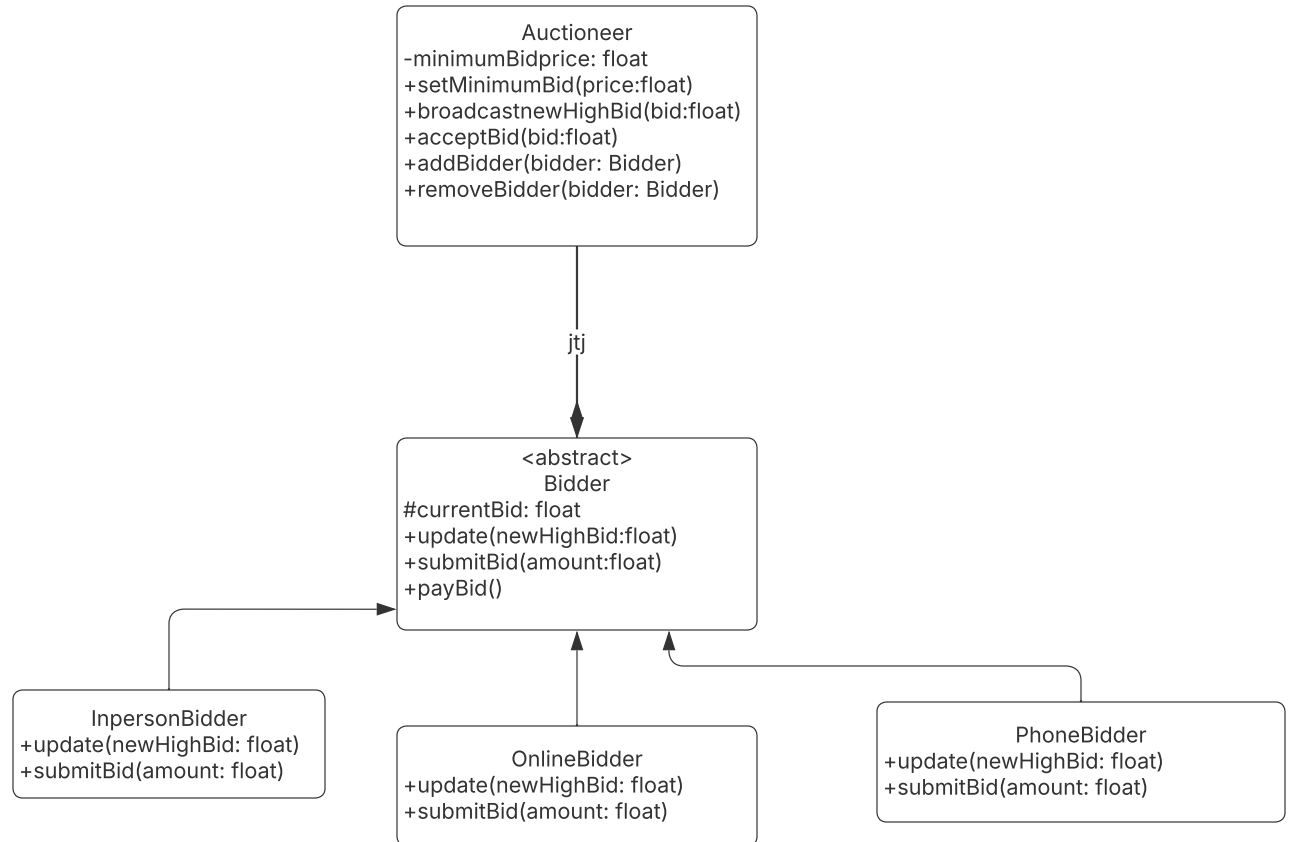 Auctioneer
-minimumBidprice: float
+setMinimumBid(price:float)
+broadcastnewHighBid(bid:float)
+acceptBid(bid:float)
+addBidder(bidder: Bidder)
+removeBidder(bidder: Bidder)
jtj
<abstract>
Bidder
#currentBid: float
+update(newHighBid:float)
+submitBid(amount:float)
+payBid()
InpersonBidder
+update(newHighBid: float)
+submitBid(amount: float)
OnlineBidder
+update(newHighBid: float)
+submitBid(amount: float)
PhoneBidder
+update(newHighBid: float)
+submitBid(amount: float)